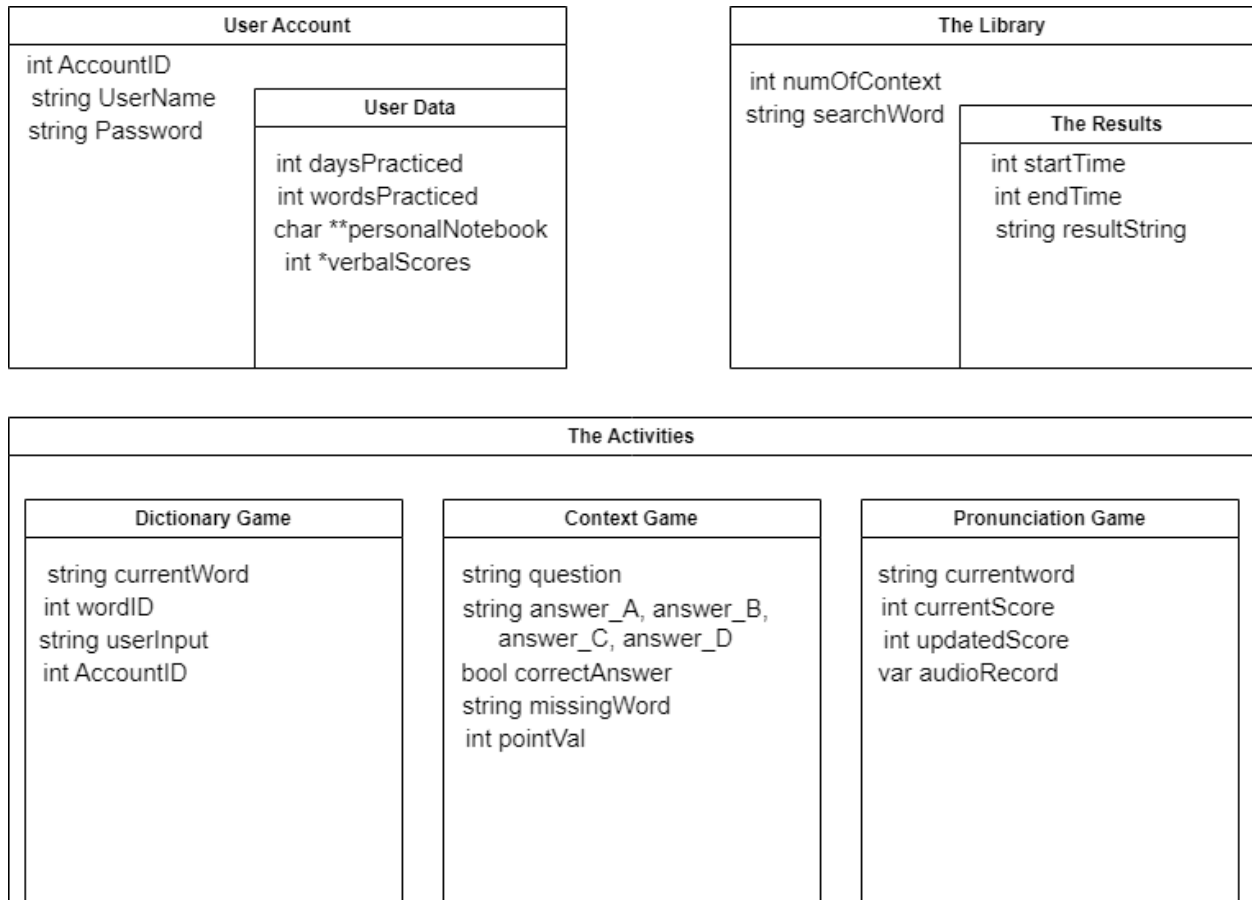 User Account
int AccountID
string UserName
string Password
User Data
int daysPracticed
int wordsPracticed
char **personalNotebook
int *verbalScores
The Library
int numOfContext
string searchWord
The Results
int startTime
int endTime
string resultString
The Activities
Dictionary Game
string currentWord
int wordID
string userInput
int AccountID
Context Game
string question
string answer_A, answer_B,
answer_C, answer_D
bool correctAnswer
string missingWord
int pointVal
Pronunciation Game
string currentword
int currentScore
int updatedScore
var audioRecord